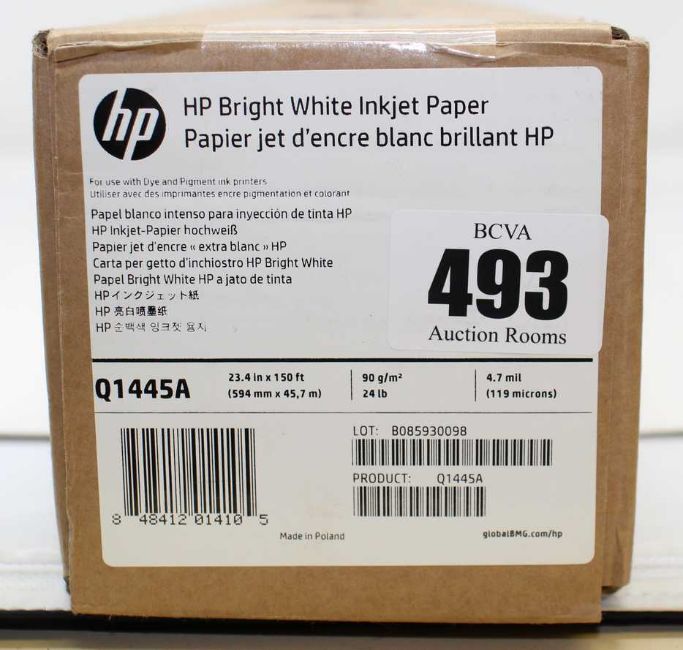 hp
HP Bright White Inkjet Paper
Papier jet d'encre blanc brillant HP
For use with Dye and Pigment ink printers
Utiliser avec des imprimantes encre pigmentation et colorant
Papel blanco intenso para inyección de tinta HP
HP Inkjet-Papier hochweiß
Papier jet d'encre « extra blanc » HP
Carta per getto d'inchiostro HP Bright White
Papel Bright White HP a jato de tinta
HPインクジェット紙
HP 亮白喷墨纸
HP 순백색 잉크젯 용지
BCVA
493
Auction Rooms
Q1445A
23.4 in x 150 ft
(594 mm x 45,7 m)
90 g/m²
24 lb
4.7 mil
(119 microns)
LOT: B085930098
PRODUCT: Q1445A
8 48412 01410 5
Made in Poland
globalBMG.com/hp